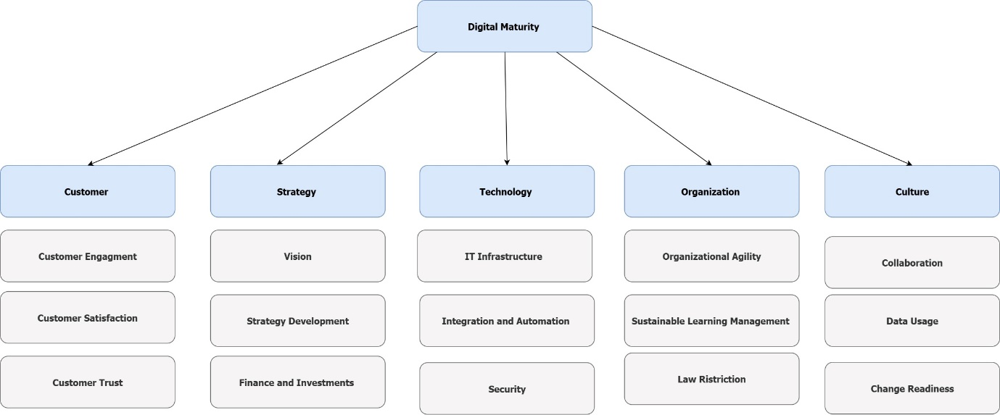 Digital Maturity
Customer
Strategy
Technology
Organization
Culture
Customer Engagment
Vision
IT Infrastructure
Organizational Agility
Collaboration
Customer Satisfaction
Strategy Development
Integration and Automation
Sustainable Learning Management
Data Usage
Customer Trust
Finance and Investments
Security
Law Ristriction
Change Readiness